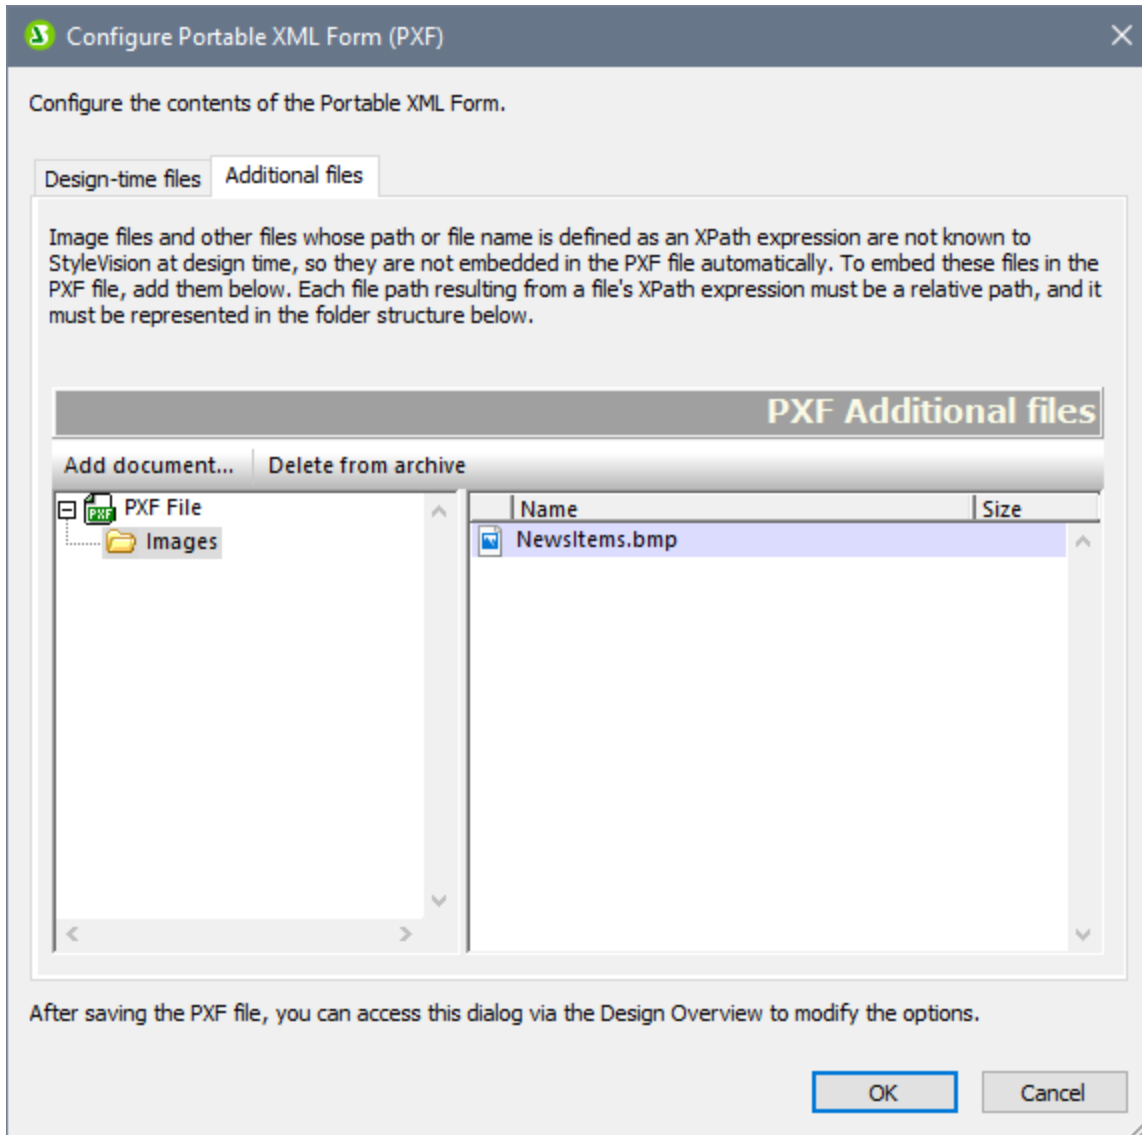 Configure Portable XML Form (PXF)
Configure the contents of the Portable XML Form.
Design-time files
Additional files
Image files and other files whose path or file name is defined as an XPath expression are not known to
StyleVision at design time, so they are not embedded in the PXF file automatically. To embed these files in the
PXF file, add them below. Each file path resulting from a file's XPath expression must be a relative path, and it
must be represented in the folder structure below.
PXF Additional files
Add document...
Delete from archive
PXF
PXF File
Images
Name
Size
NewsItems.bmp
After saving the PXF file, you can access this dialog via the Design Overview to modify the options.
OK
Cancel